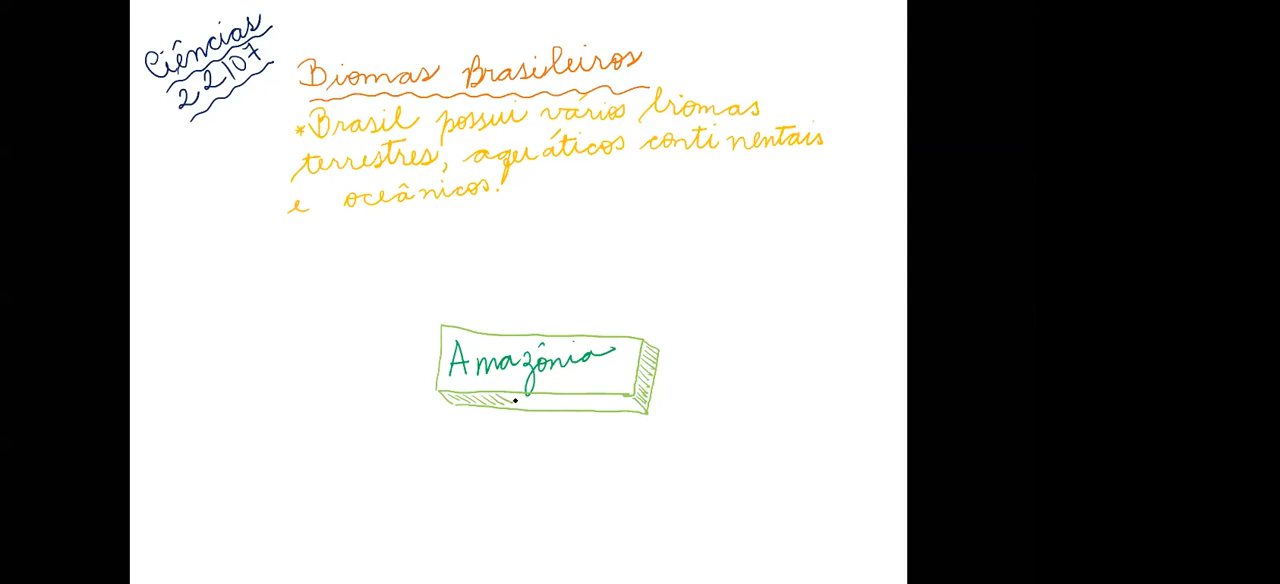 Ciências
22/07
Biomas Brasileiros
*Brasil possui vários biomas
terrestres, aquáticos continentais
e oceânicos.
Amazônia